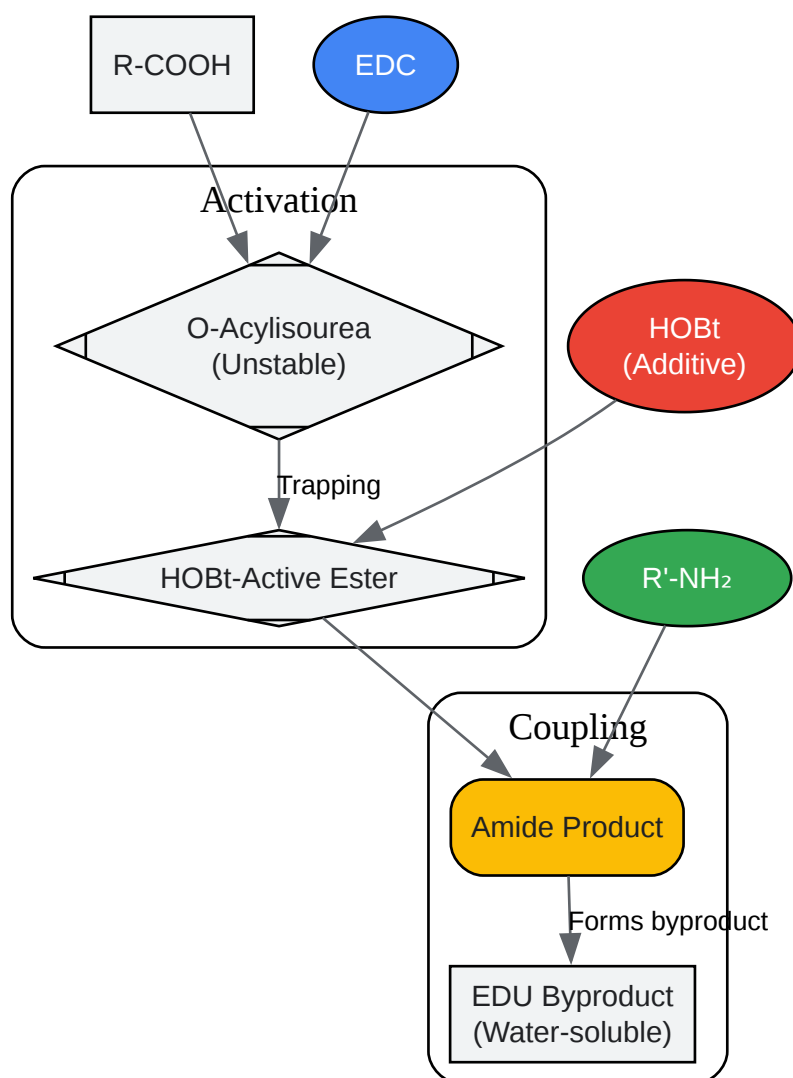 R-COOH
EDC
Activation
O-Acylisourea
(Unstable)
HOBt
(Additive)
Trapping
HOBt-Active Ester
R'-NH₂
Coupling
Amide Product
Forms byproduct
EDU Byproduct
(Water-soluble)